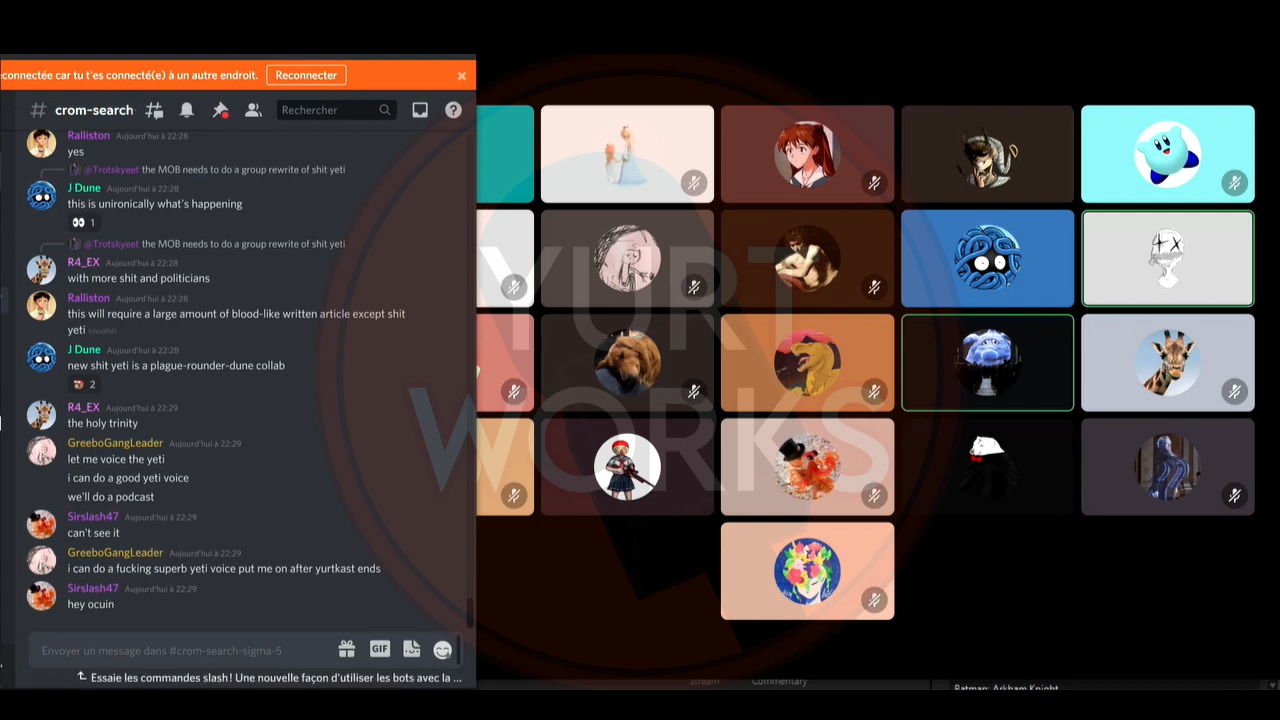 connectée car tu t'es connecté(e) à un autre endroit. Reconnecter
crom-search
Rechercher
Ralliston Aujourd'hui à 22:28
yes
@Trotskyeet the MOB needs to do a group rewrite of shit yeti
J Dune Aujourd'hui à 22:28
this is unironically what's happening
1
@Trotskyeet the MOB needs to do a group rewrite of shit yeti
R4_EX Aujourd'hui à 22:28
with more shit and politicians
Ralliston Aujourd'hui à 22:28
this will require a large amount of blood-like written article except shit
yeti (modifié)
J Dune Aujourd'hui à 22:28
new shit yeti is a plague-rounder-dune collab
2
R4_EX Aujourd'hui à 22:29
the holy trinity
GreeboGangLeader Aujourd'hui à 22:29
let me voice the yeti
i can do a good yeti voice
we'll do a podcast
Sirslash47 Aujourd'hui à 22:29
can't see it
GreeboGangLeader Aujourd'hui à 22:29
i can do a fucking superb yeti voice put me on after yurtkast ends
Sirslash47 Aujourd'hui à 22:29
hey ocuin
Envoyer un message dans #crom-search-sigma-5
GIF
Essaie les commandes slash ! Une nouvelle façon d'utiliser les bots avec la ...
YURT
WORKS
Stream
Commentary
Batman: Arkham Knight